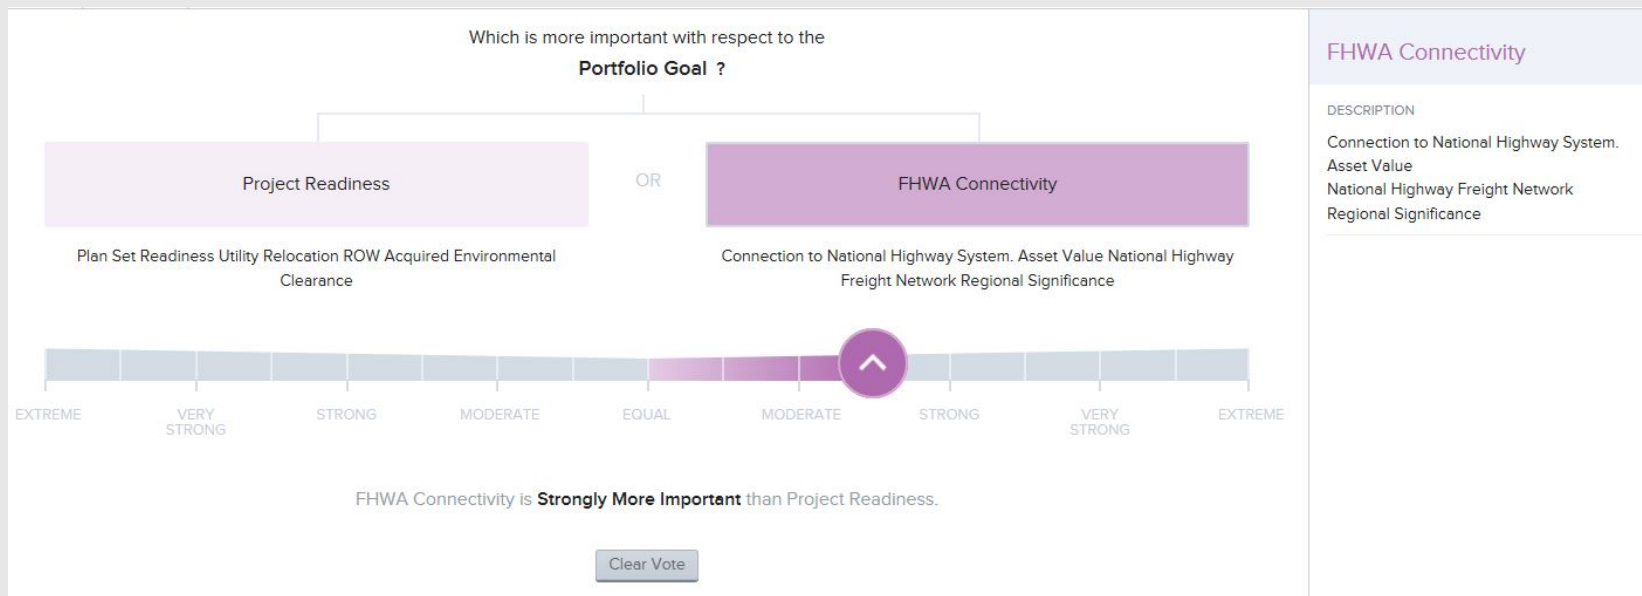 Which is more important with respect to the
Portfolio Goal ?
Project Readiness
OR
FHWA Connectivity
Plan Set Readiness Utility Relocation ROW Acquired Environmental
Clearance
Connection to National Highway System. Asset Value National Highway
Freight Network Regional Significance
EXTREME
VERY
STRONG
STRONG
MODERATE
EQUAL
MODERATE
STRONG
VERY
STRONG
EXTREME
FHWA Connectivity is Strongly More Important than Project Readiness.
Clear Vote
FHWA Connectivity
DESCRIPTION
Connection to National Highway System.
Asset Value
National Highway Freight Network
Regional Significance